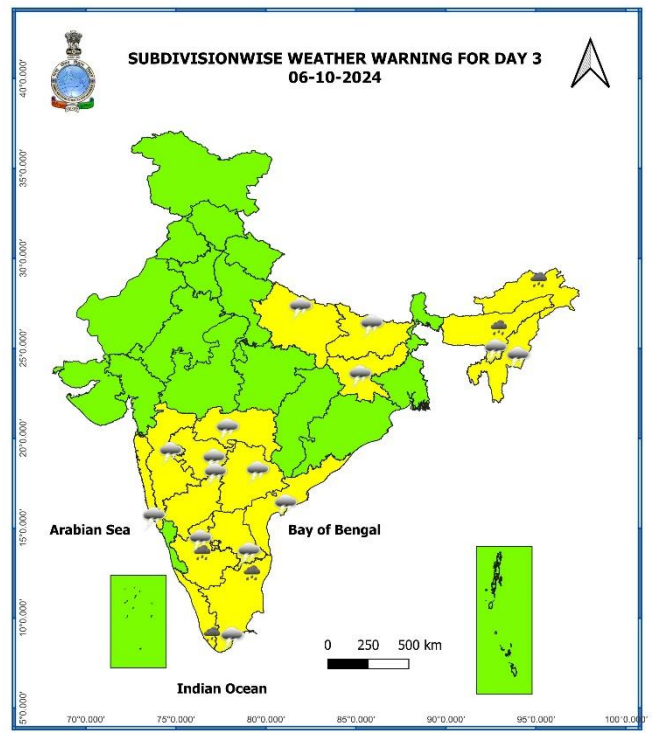 SUBDIVISIONWISE WEATHER WARNING FOR DAY 3
06-10-2024
40°0.000'
35°0.000'
30°0.000'
25°0.000'
20°0.000'
15°0.000'
10°0.000'
5°0.000'
Arabian Sea
Bay of Bengal
0 250 500 km
Indian Ocean
70°0.000' 75°0.000' 80°0.000' 85°0.000' 90°0.000' 95°0.000' 100°0.000'